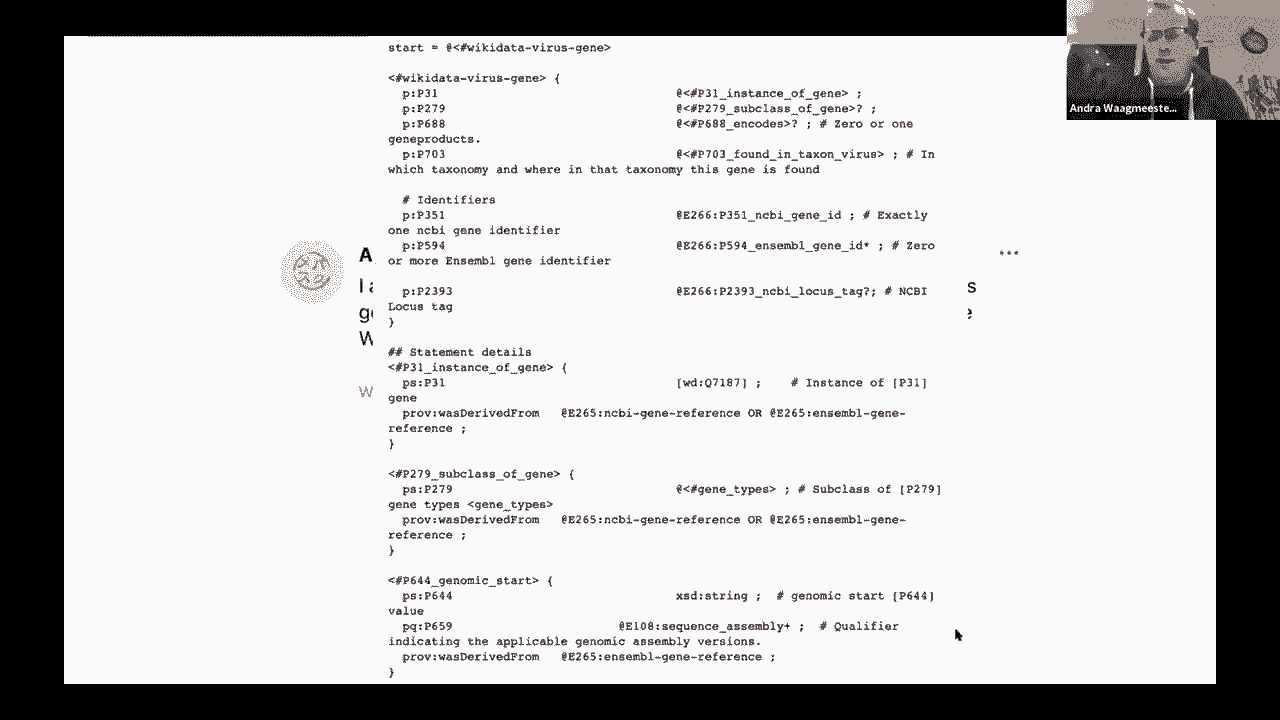 start = @<#wikidata-virus-gene>
<#wikidata-virus-gene> {
p:P31 @<#P31_instance_of_gene> ;
p:P279 @<#P279_subclass_of_gene>? ;
p:P688 @<#P688_encodes>? ; # Zero or one
geneproducts.
p:P703 @<#P703_found_in_taxon_virus> ; # In
which taxonomy and where in that taxonomy this gene is found
# Identifiers
p:P351 @E266:P351_ncbi_gene_id ; # Exactly
one ncbi gene identifier
p:P594 @E266:P594_ensembl_gene_id* ; # Zero
or more Ensembl gene identifier
p:P2393 @E266:P2393_ncbi_locus_tag?; # NCBI
Locus tag
}
## Statement details
<#P31_instance_of_gene> {
ps:P31 [wd:Q7187] ; # Instance of [P31]
gene
prov:wasDerivedFrom @E265:ncbi-gene-reference OR @E265:ensembl-gene-
reference ;
}
<#P279_subclass_of_gene> {
ps:P279 @<#gene_types> ; # Subclass of [P279]
gene types <gene_types>
prov:wasDerivedFrom @E265:ncbi-gene-reference OR @E265:ensembl-gene-
reference ;
}
<#P644_genomic_start> {
ps:P644 xsd:string ; # genomic start [P644]
value
pq:P659 @E108:sequence_assembly+ ; # Qualifier
indicating the applicable genomic assembly versions.
prov:wasDerivedFrom @E265:ensembl-gene-reference ;
}
Andra Waagmeeste...